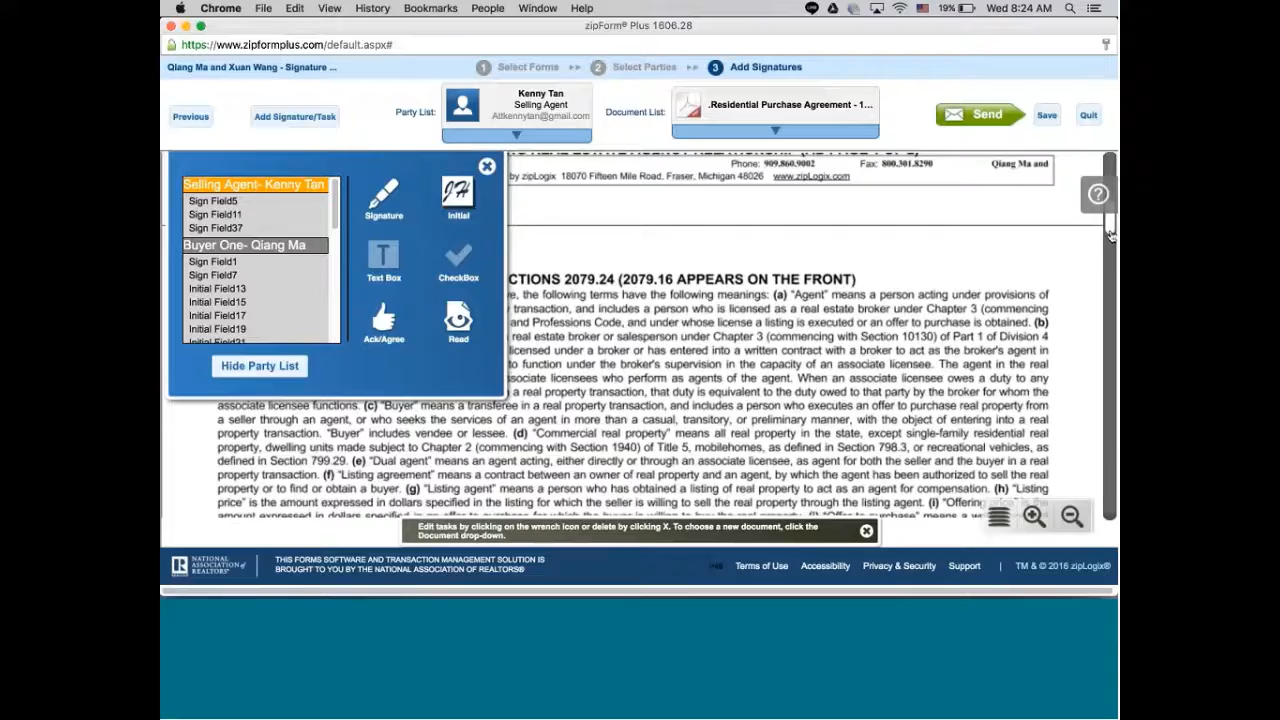 Chrome File Edit View History Bookmarks People Window Help 19% Wed 8:24 AM
zipForm® Plus 1606.28
https://www.zipformplus.com/default.aspx#
Qiang Ma and Xuan Wang - Signature ... 1 Select Forms 2 Select Parties 3 Add Signatures
Previous Add Signature/Task Party List: Kenny Tan
Selling Agent
Aitkennytan@gmail.com
Document List: .Residential Purchase Agreement - 1...
Send Save Quit
Phone: 909.860.9002 Fax: 800.301.8290 Qiang Ma and
by zipLogix 18070 Fifteen Mile Road, Fraser, Michigan 48026 www.zipLogix.com
Selling Agent- Kenny Tan
Sign Field5
Sign Field11
Sign Field37
Buyer One- Qiang Ma
Sign Field1
Sign Field7
Initial Field13
Initial Field15
Initial Field17
Initial Field19
Initial Field21
Hide Party List
Signature
JH
Initial
T
Text Box
CheckBox
Ack/Agree
Read
?
CTIONS 2079.24 (2079.16 APPEARS ON THE FRONT)
ve, the following terms have the following meanings: (a) "Agent" means a person acting under provisions of
transaction, and includes a person who is licensed as a real estate broker under Chapter 3 (commencing
and Professions Code, and under whose license a listing is executed or an offer to purchase is obtained. (b)
real estate broker or salesperson under Chapter 3 (commencing with Section 10130) of Part 1 of Division 4
licensed under a broker or has entered into a written contract with a broker to act as the broker's agent in
to function under the broker's supervision in the capacity of an associate licensee. The agent in the real
sociate licensees who perform as agents of the agent. When an associate licensee owes a duty to any
a real property transaction, that duty is equivalent to the duty owed to that party by the broker for whom the
associate licensee functions. (c) "Buyer" means a transferee in a real property transaction, and includes a person who executes an offer to purchase real property from
a seller through an agent, or who seeks the services of an agent in more than a casual, transitory, or preliminary manner, with the object of entering into a real
property transaction. "Buyer" includes vendee or lessee. (d) "Commercial real property" means all real property in the state, except single-family residential real
property, dwelling units made subject to Chapter 2 (commencing with Section 1940) of Title 5, mobilehomes, as defined in Section 798.3, or recreational vehicles, as
defined in Section 799.29. (e) "Dual agent" means an agent acting, either directly or through an associate licensee, as agent for both the seller and the buyer in a real
property transaction. (f) "Listing agreement" means a contract between an owner of real property and an agent, by which the agent has been authorized to sell the real
property or to find or obtain a buyer. (g) "Listing agent" means a person who has obtained a listing of real property to act as an agent for compensation. (h) "Listing
price" is the amount expressed in dollars specified in the listing for which the seller is willing to sell the real property through the listing agent. (i) "Offering
amount expressed in dollars specified
Edit tasks by clicking on the wrench icon or delete by clicking X. To choose a new document, click the
Document drop-down.
R REALTOR® NATIONAL
ASSOCIATION of
REALTORS® THIS FORMS SOFTWARE AND TRANSACTION MANAGEMENT SOLUTION IS
BROUGHT TO YOU BY THE NATIONAL ASSOCIATION OF REALTORS®
Terms of Use Accessibility Privacy & Security Support | TM & © 2016 zipLogix®